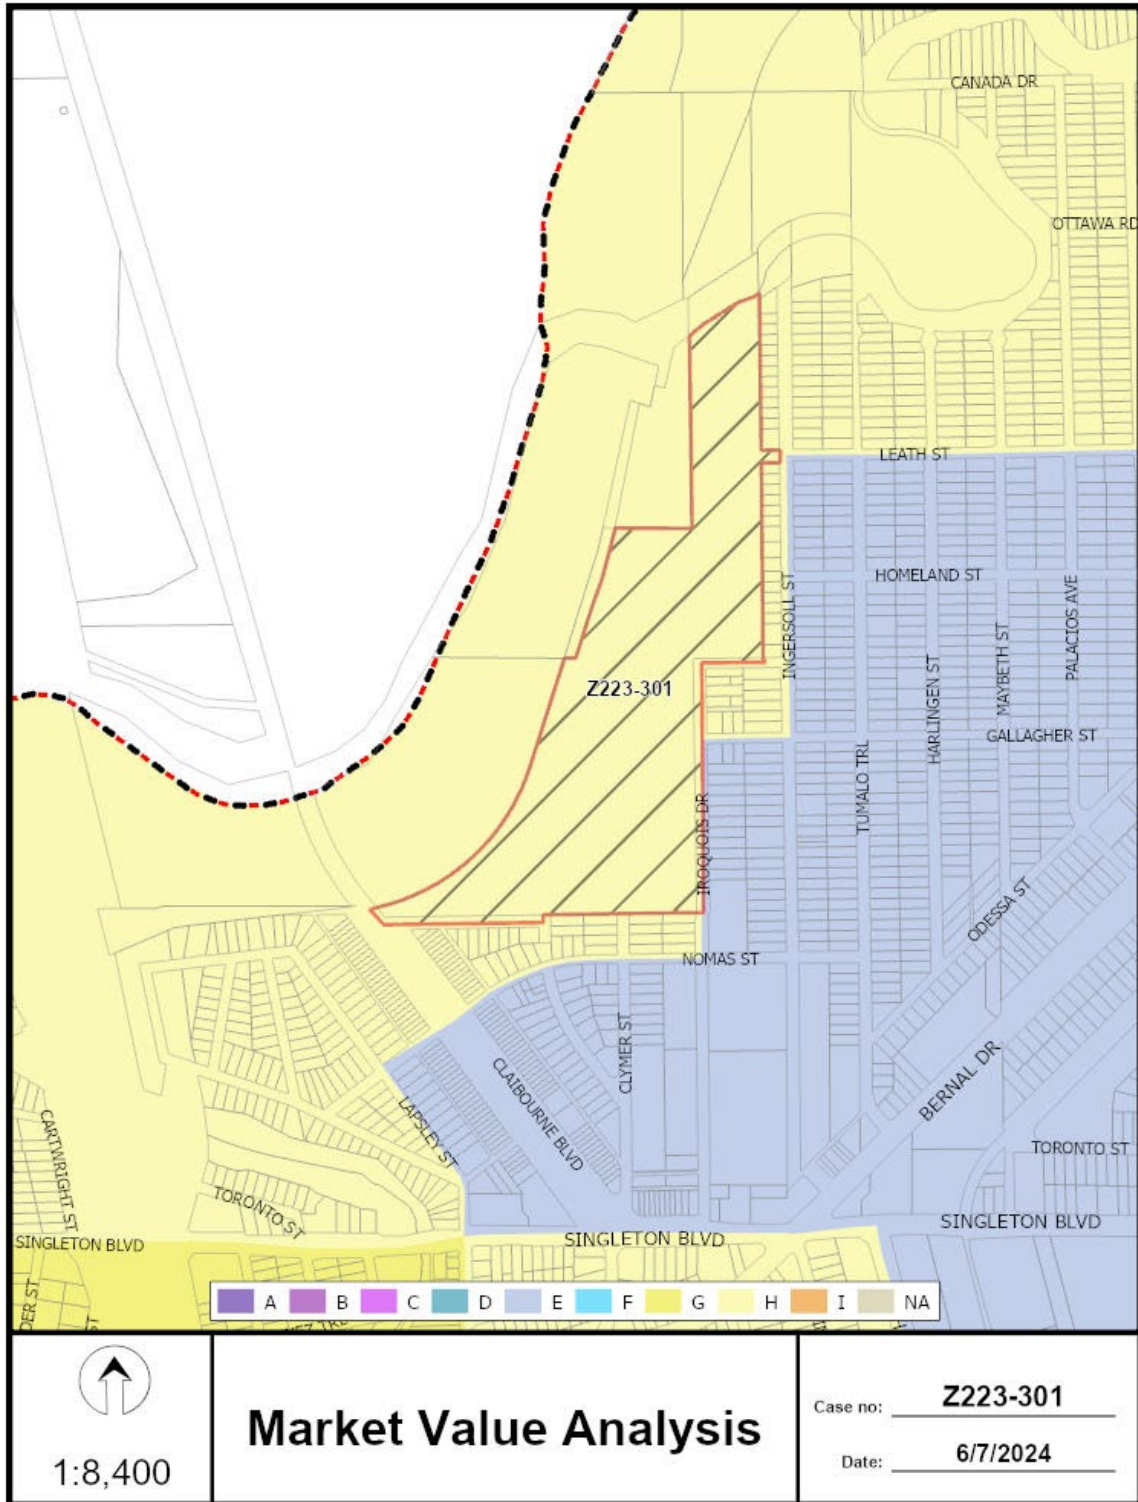 CANADA DR
OTTAWA RD
LEATH ST
HOMELAND ST
INGERSOLL ST
PALACIOS AVE
MAYBETH ST
HARLINGEN ST
Z223-301
GALLAGHER ST
TUMALO TRL
IROQUOIS DR
ODESSA ST
NOMAS ST
CLYMER ST
BERNAL DR
CLAIBOURNE BLVD
LAPSLEY ST
CARTWRIGHT ST
TORONTO ST
TORONTO ST
SINGLETON BLVD
SINGLETON BLVD
SINGLETON BLVD
DER ST
ST
A B C D E F G H I NA
1:8,400
Market Value Analysis
Case no: Z223-301
Date: 6/7/2024